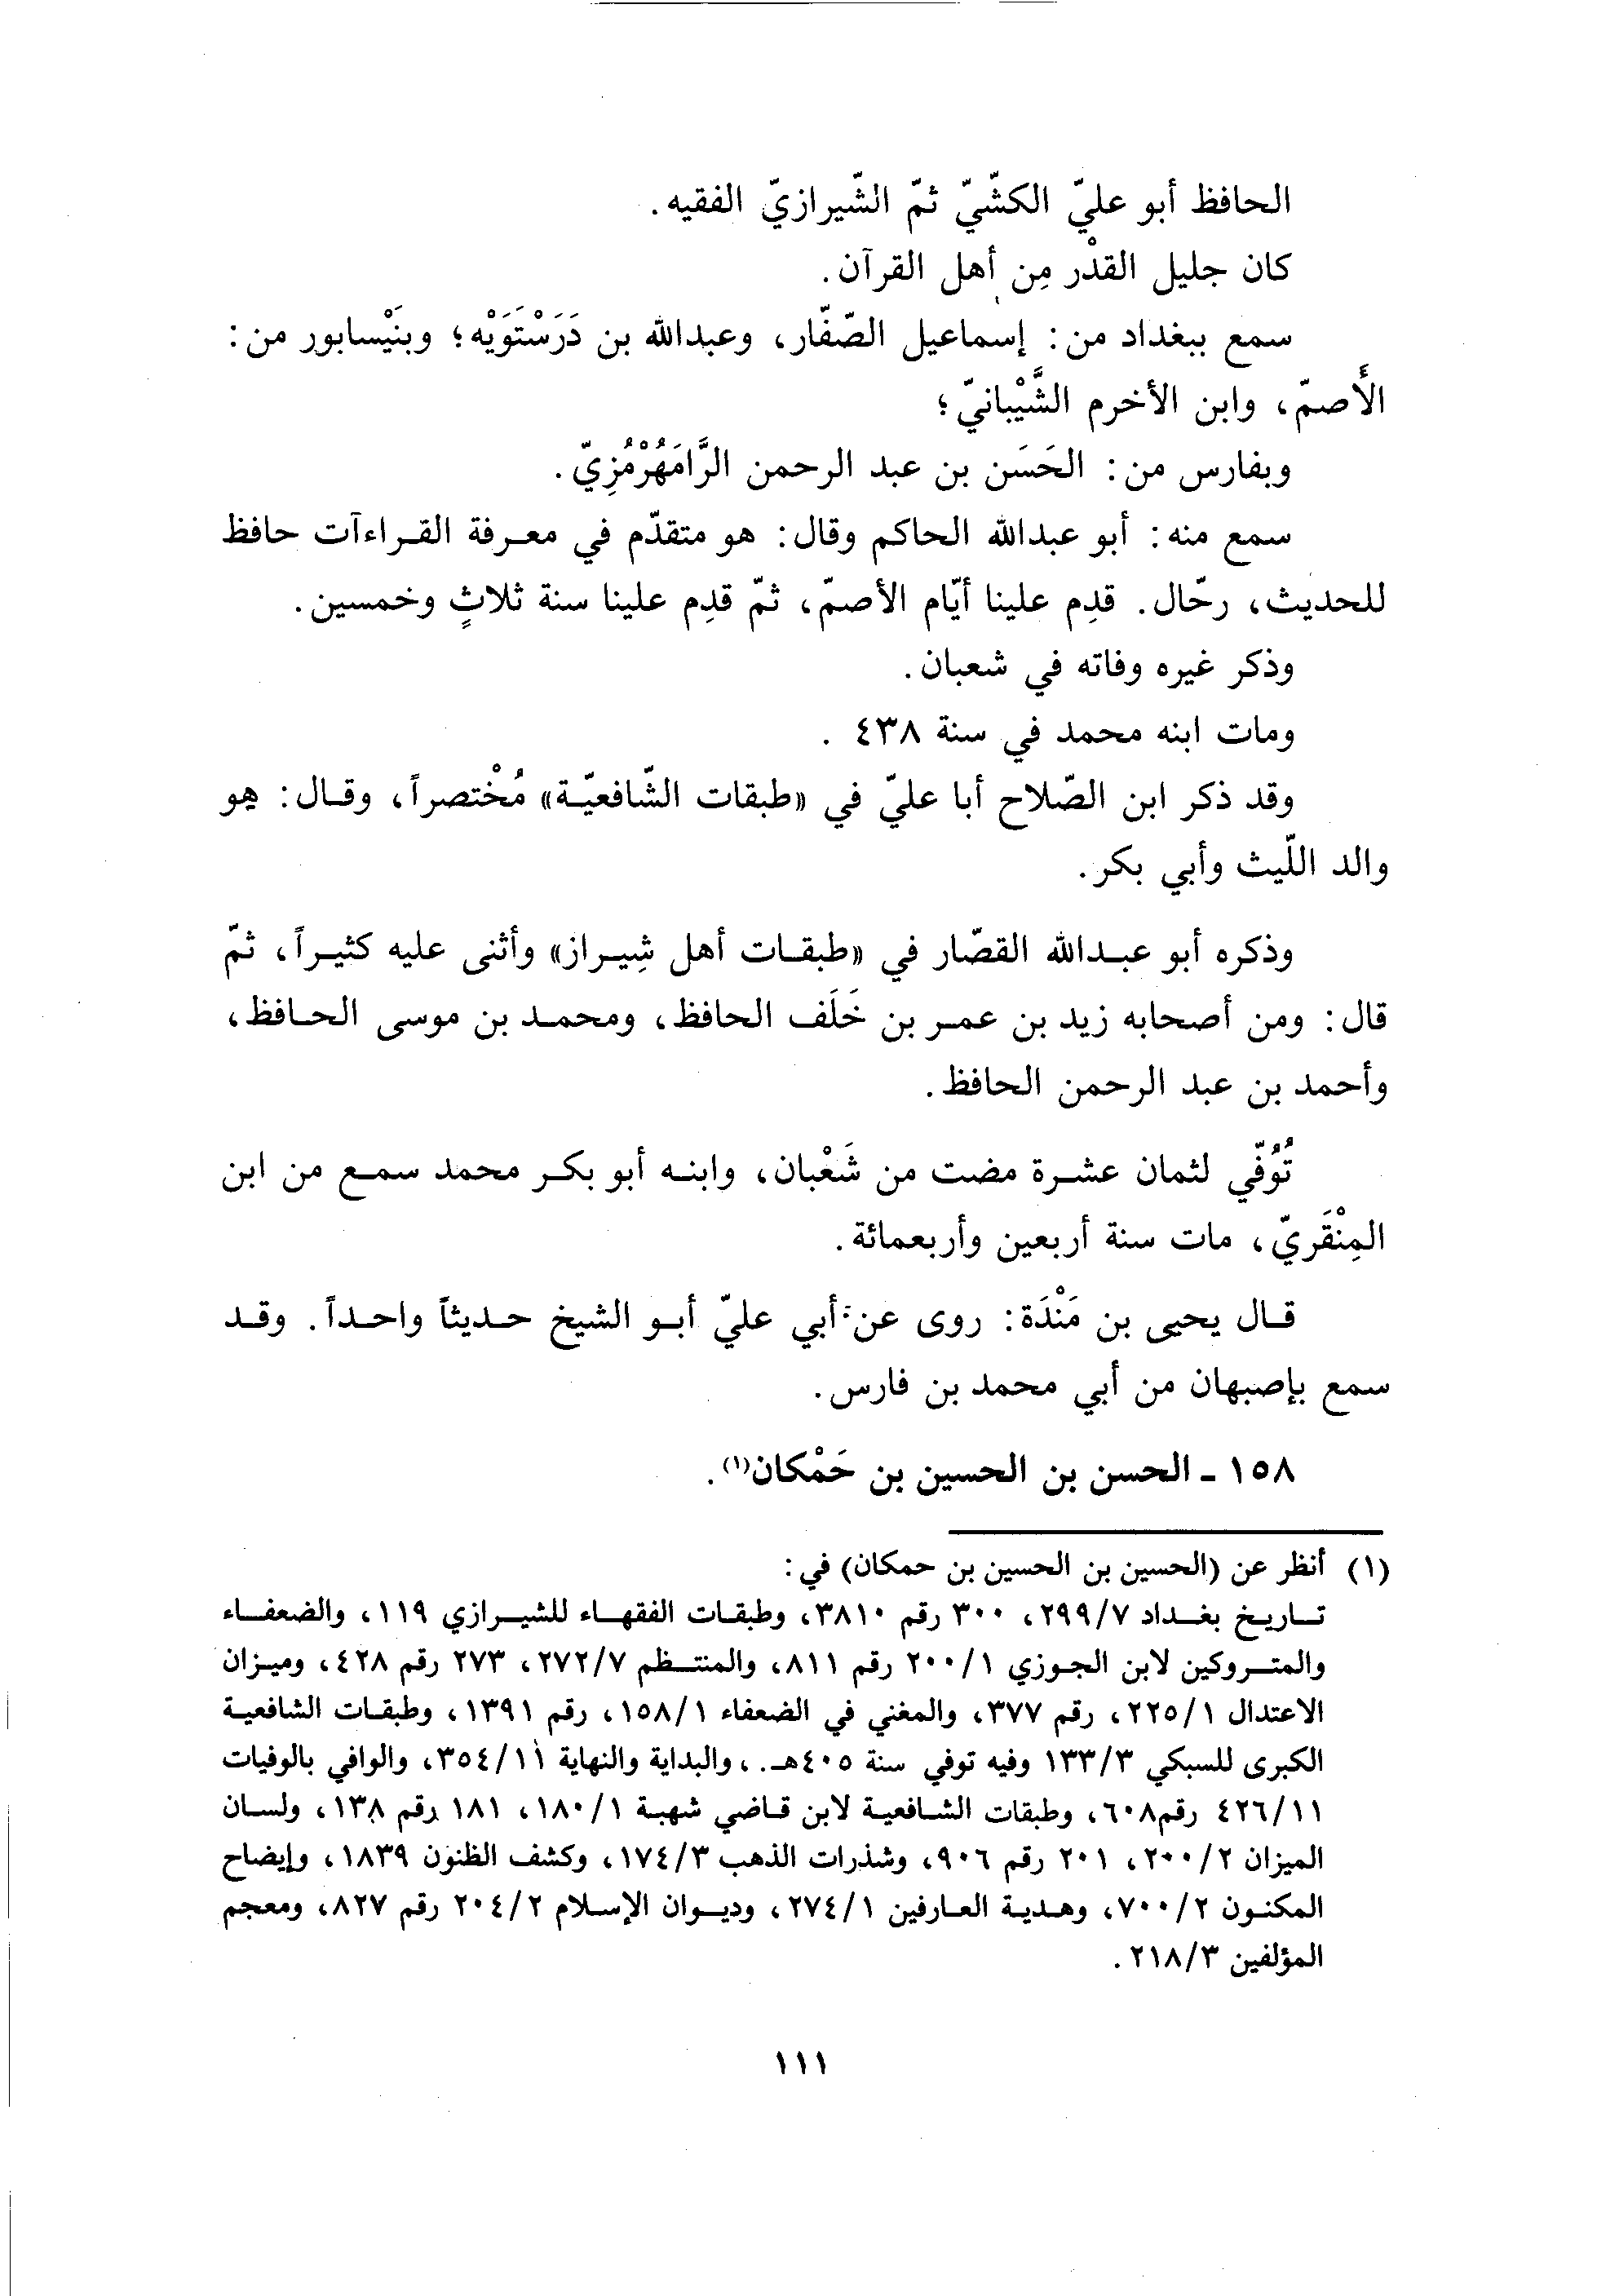 الحافظ أبو عليّ الكشّيّ ثمّ الشّيرازيّ الفقيه.
كان جليل القدْر مِن أهل القرآن.
سمع ببغداد من: إسماعيل الصّفّار، وعبدالله بن دَرَسْتَوَيْه؛ وبنَيْسابور من:
الأَصمّ، وابن الأخرم الشَّيْبانيّ؛
وبفارس من: الحَسَن بن عبد الرحمن الرَّامَهُرْمُزِيّ.
سمع منه: أبو عبدالله الحاكم وقال: هو متقدّم في معرفة القراءآت حافظ
للحديث، رحّال. قدِم علينا أيّام الأصمّ، ثمّ قدِم علينا سنة ثلاثٍ وخمسين.
وذكر غيره وفاته في شعبان.
ومات ابنه محمد في سنة ٤٣٨ .
وقد ذكر ابن الصّلاح أبا عليّ في «طبقات الشّافعيّة» مُخْتصراً، وقال: هو
والد اللّيث وأبي بكر.
وذكره أبو عبدالله القصّار في «طبقات أهل شِيراز» وأثنى عليه كثيراً، ثمّ
قال: ومن أصحابه زيد بن عمر بن خَلَف الحافظ، ومحمد بن موسى الحافظ،
وأحمد بن عبد الرحمن الحافظ.
تُوُفّي لثمان عشرة مضت من شَعْبان، وابنه أبو بكر محمد سمع من ابن
المِنْقَريّ، مات سنة أربعين وأربعمائة.
قال يحيى بن مَنْدَة: روى عن أبي عليّ أبو الشيخ حديثاً واحداً. وقد
سمع بإصبهان من أبي محمد بن فارس.
١٥٨ - الحسن بن الحسين بن حَمْكان(١).
(١) أنظر عن (الحسين بن الحسين بن حمكان) في:
تاريخ بغداد ٢٩٩/٧، ٣٠٠ رقم ٣٨١٠، وطبقات الفقهاء للشيرازي ١١٩، والضعفاء
والمتروكين لابن الجوزي ٢٠٠/١ رقم ٨١١، والمنتظم ٢٧٢/٧، ٢٧٣ رقم ٤٢٨، وميزان
الاعتدال ٢٢٥/١، رقم ٣٧٧، والمغني في الضعفاء ١٥٨/١، رقم ١٣٩١، وطبقات الشافعية
الكبرى للسبكي ١٣٣/٣ وفيه توفي سنة ٤٠٥هـ.، والبداية والنهاية ٣٥٤/١١، والوافي بالوفيات
٤٢٦/١١ رقم٦٠٨، وطبقات الشافعية لابن قاضي شهبة ١٨٠/١، ١٨١ رقم ١٣٨، ولسان
الميزان ٢٠٠/٢، ٢٠١ رقم ٩٠٦، وشذرات الذهب ١٧٤/٣، وكشف الظنون ١٨٣٩، وإيضاح
المكنون ٧٠٠/٢، وهدية العارفين ٢٧٤/١، وديوان الإسلام ٢٠٤/٢ رقم ٨٢٧، ومعجم
المؤلفين ٢١٨/٣.
١١١